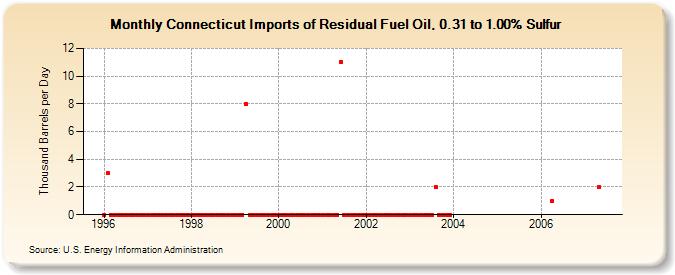 Monthly Connecticut Imports of Residual Fuel Oil, 0.31 to 1.00% Sulfur
Thousand Barrels per Day
12
10
8
6
4
2
0
1996 1998 2000 2002 2004 2006
Source: U.S. Energy Information Administration